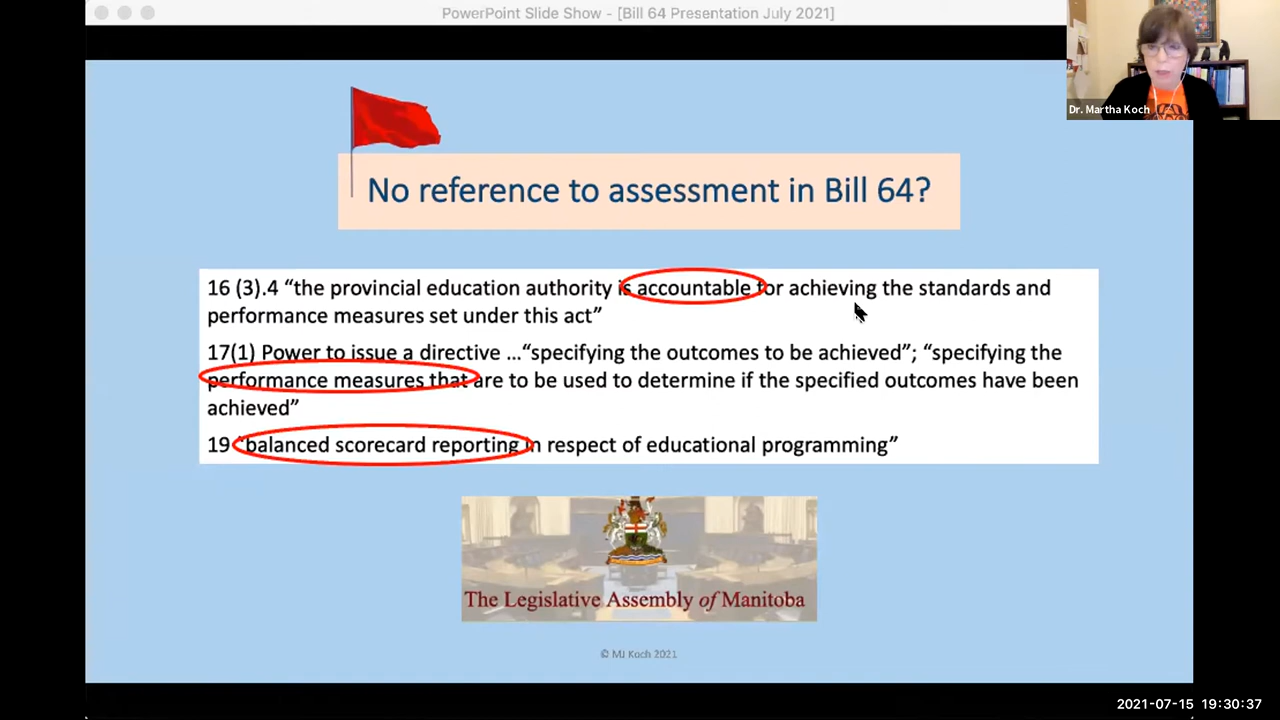 PowerPoint Slide Show - [Bill 64 Presentation July 2021]
Dr. Martha Koch
No reference to assessment in Bill 64?
16 (3).4 “the provincial education authority is accountable for achieving the standards and
performance measures set under this act”
17(1) Power to issue a directive …“specifying the outcomes to be achieved”; “specifying the
performance measures that are to be used to determine if the specified outcomes have been
achieved”
19 “balanced scorecard reporting in respect of educational programming”
The Legislative Assembly of Manitoba
© MJ Koch 2021
2021-07-15 19:30:37